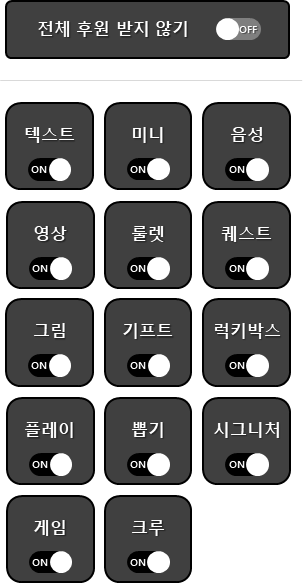 전체 후원 받지 않기 OFF
텍스트 미니 음성
ON ON ON
영상 룰렛 퀘스트
ON ON ON
그림 기프트 럭키박스
ON ON ON
플레이 뽑기 시그니처
ON ON ON
게임 크루
ON ON